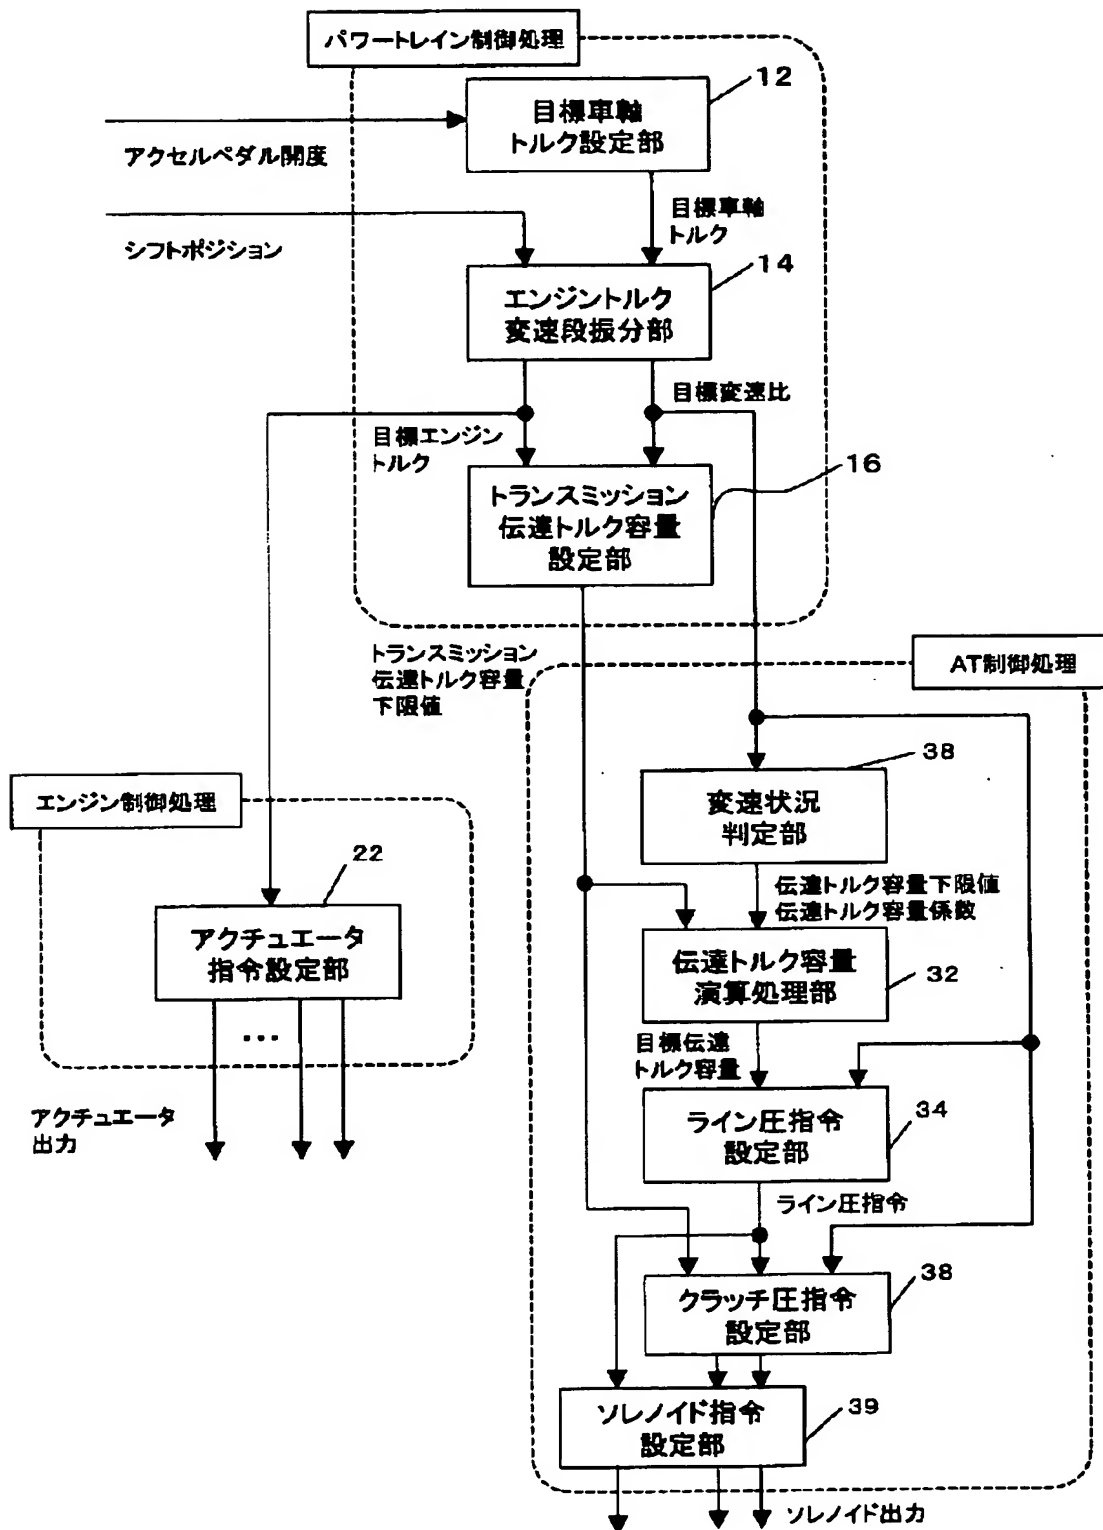 パワートレイン制御処理
12
目標車軸
トルク設定部
アクセルペダル開度
目標車軸
トルク
シフトポジション
14
エンジントルク
変速段振分部
目標変速比
目標エンジン
トルク
16
トランスミッション
伝達トルク容量
設定部
トランスミッション
伝達トルク容量
下限値
AT制御処理
38
変速状況
判定部
エンジン制御処理
22
伝達トルク容量下限値
伝達トルク容量係数
アクチュエータ
指令設定部
伝達トルク容量
演算処理部
32
...
目標伝達
トルク容量
アクチュエータ
出力
ライン圧指令
設定部
34
ライン圧指令
クラッチ圧指令
設定部
38
ソレノイド指令
設定部
39
ソレノイド出力